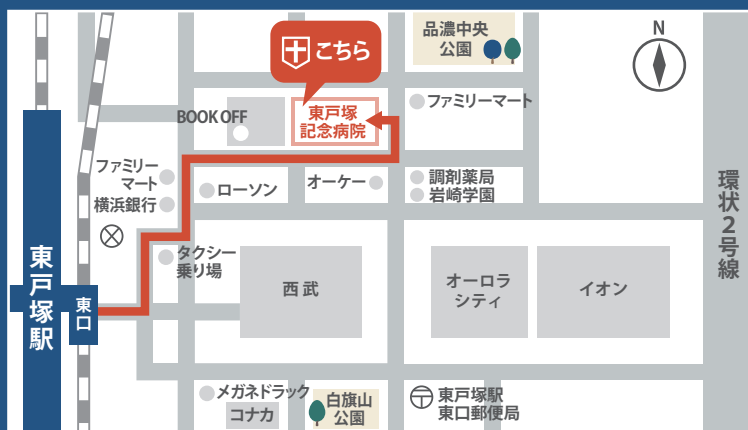 品濃中央
公園
N
こちら
BOOK OFF
東戸塚
記念病院
ファミリーマート
ファミリー
マート
横浜銀行
ローソン
オーケー
調剤薬局
岩崎学園
環状2号線
タクシー
乗り場
西武
オーロラ
シティ
イオン
東戸塚駅
東口
メガネドラック
コナカ
白旗山
公園
東戸塚駅
東口郵便局